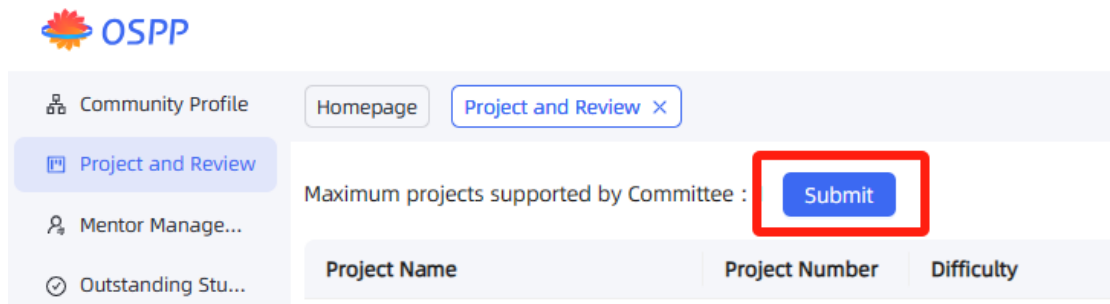 OSPP
Community Profile
Homepage
Project and Review ×
Project and Review
Maximum projects supported by Committee :
Submit
Mentor Manage...
Project Name Project Number Difficulty
Outstanding Stu...